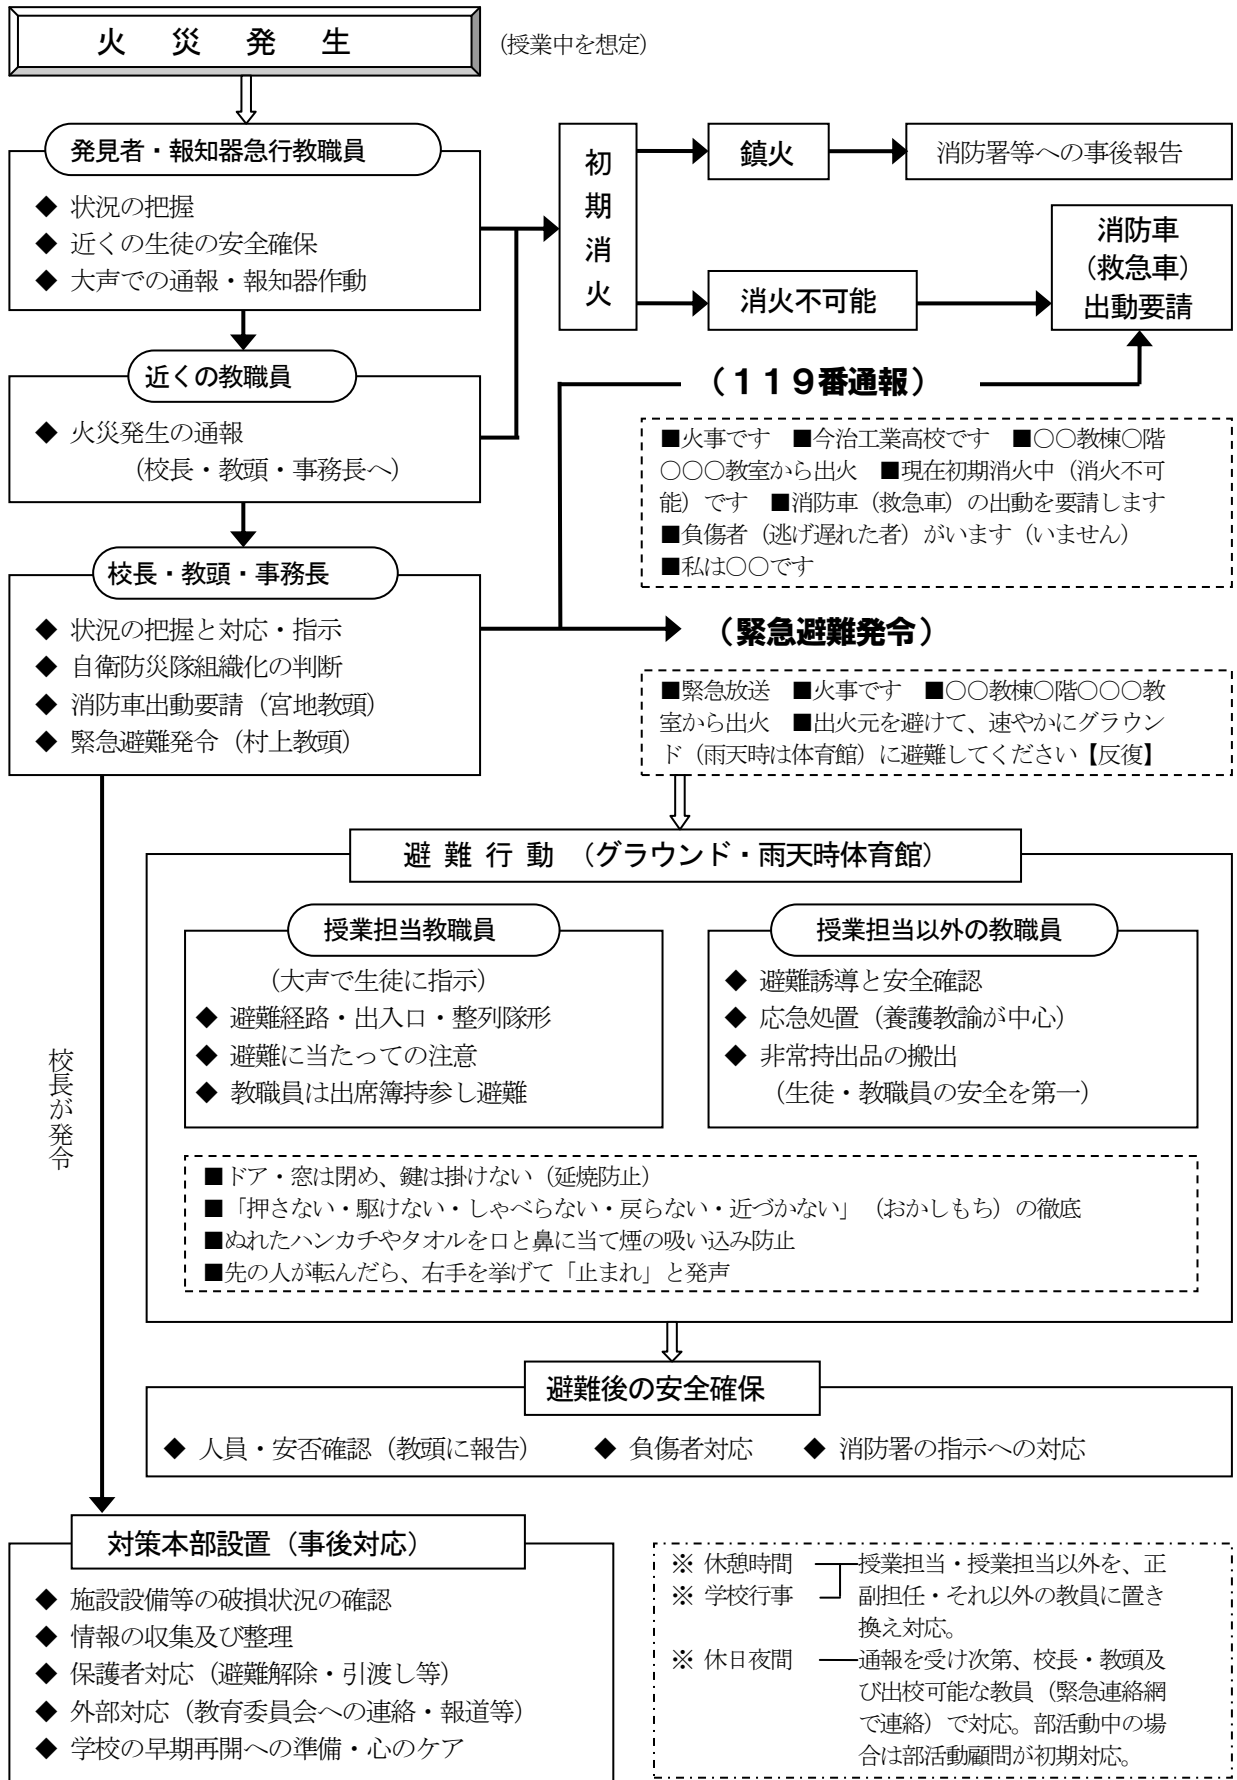 火　災　発　生
（授業中を想定）
発見者・報知器急行教職員
◆ 状況の把握
◆ 近くの生徒の安全確保
◆ 大声での通報・報知器作動
初
期
消
火
鎮火
消防署等への事後報告
消火不可能
消防車
（救急車）
出動要請
近くの教職員
◆ 火災発生の通報
（校長・教頭・事務長へ）
（１１９番通報）
■火事です　■今治工業高校です　■○○教棟○階
○○○教室から出火　■現在初期消火中（消火不可
能）です　■消防車（救急車）の出動を要請します
■負傷者（逃げ遅れた者）がいます（いません）
■私は○○です
校長・教頭・事務長
◆ 状況の把握と対応・指示
◆ 自衛防災隊組織化の判断
◆ 消防車出動要請（宮地教頭）
◆ 緊急避難発令（村上教頭）
（緊急避難発令）
■緊急放送　■火事です　■○○教棟○階○○○教
室から出火　■出火元を避けて、速やかにグラウン
ド（雨天時は体育館）に避難してください【反復】
避 難 行 動 （グラウンド・雨天時体育館）
授業担当教職員
（大声で生徒に指示）
◆ 避難経路・出入口・整列隊形
◆ 避難に当たっての注意
◆ 教職員は出席簿持参し避難
授業担当以外の教職員
◆ 避難誘導と安全確認
◆ 応急処置（養護教諭が中心）
◆ 非常持出品の搬出
（生徒・教職員の安全を第一）
■ドア・窓は閉め、鍵は掛けない（延焼防止）
■「押さない・駆けない・しゃべらない・戻らない・近づかない」（おかしもち）の徹底
■ぬれたハンカチやタオルを口と鼻に当て煙の吸い込み防止
■先の人が転んだら、右手を挙げて「止まれ」と発声
校長が発令
避難後の安全確保
◆ 人員・安否確認（教頭に報告）　◆ 負傷者対応　◆ 消防署の指示への対応
対策本部設置（事後対応）
◆ 施設設備等の破損状況の確認
◆ 情報の収集及び整理
◆ 保護者対応（避難解除・引渡し等）
◆ 外部対応（教育委員会への連絡・報道等）
◆ 学校の早期再開への準備・心のケア
※ 休憩時間　授業担当・授業担当以外を、正
※ 学校行事　副担任・それ以外の教員に置き
換え対応。
※ 休日夜間　通報を受け次第、校長・教頭及
び出校可能な教員（緊急連絡網
で連絡）で対応。部活動中の場
合は部活動顧問が初期対応。